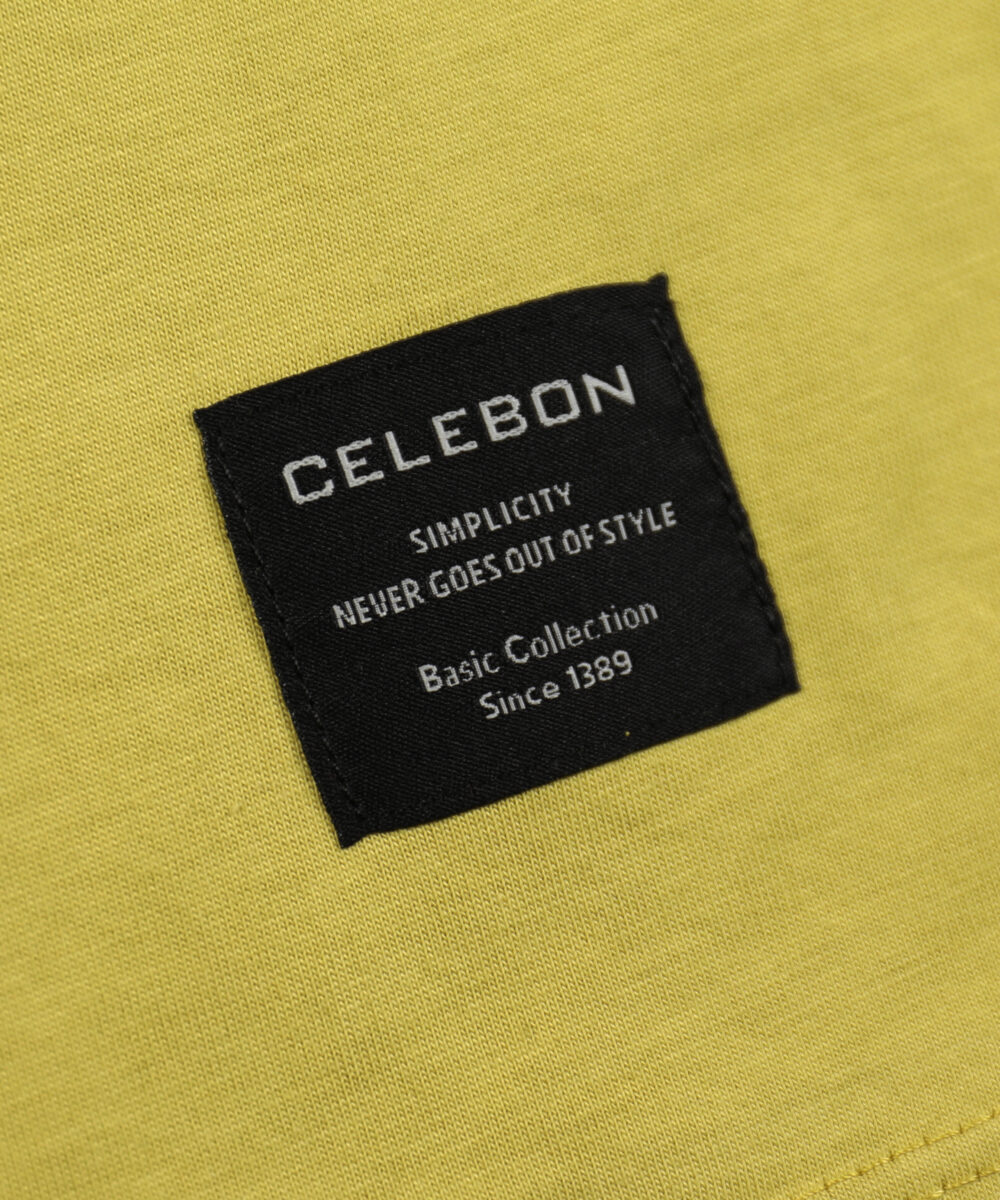 CELEBON
SIMPLICITY
NEVER GOES OUT OF STYLE
Basic Collection
Since 1389